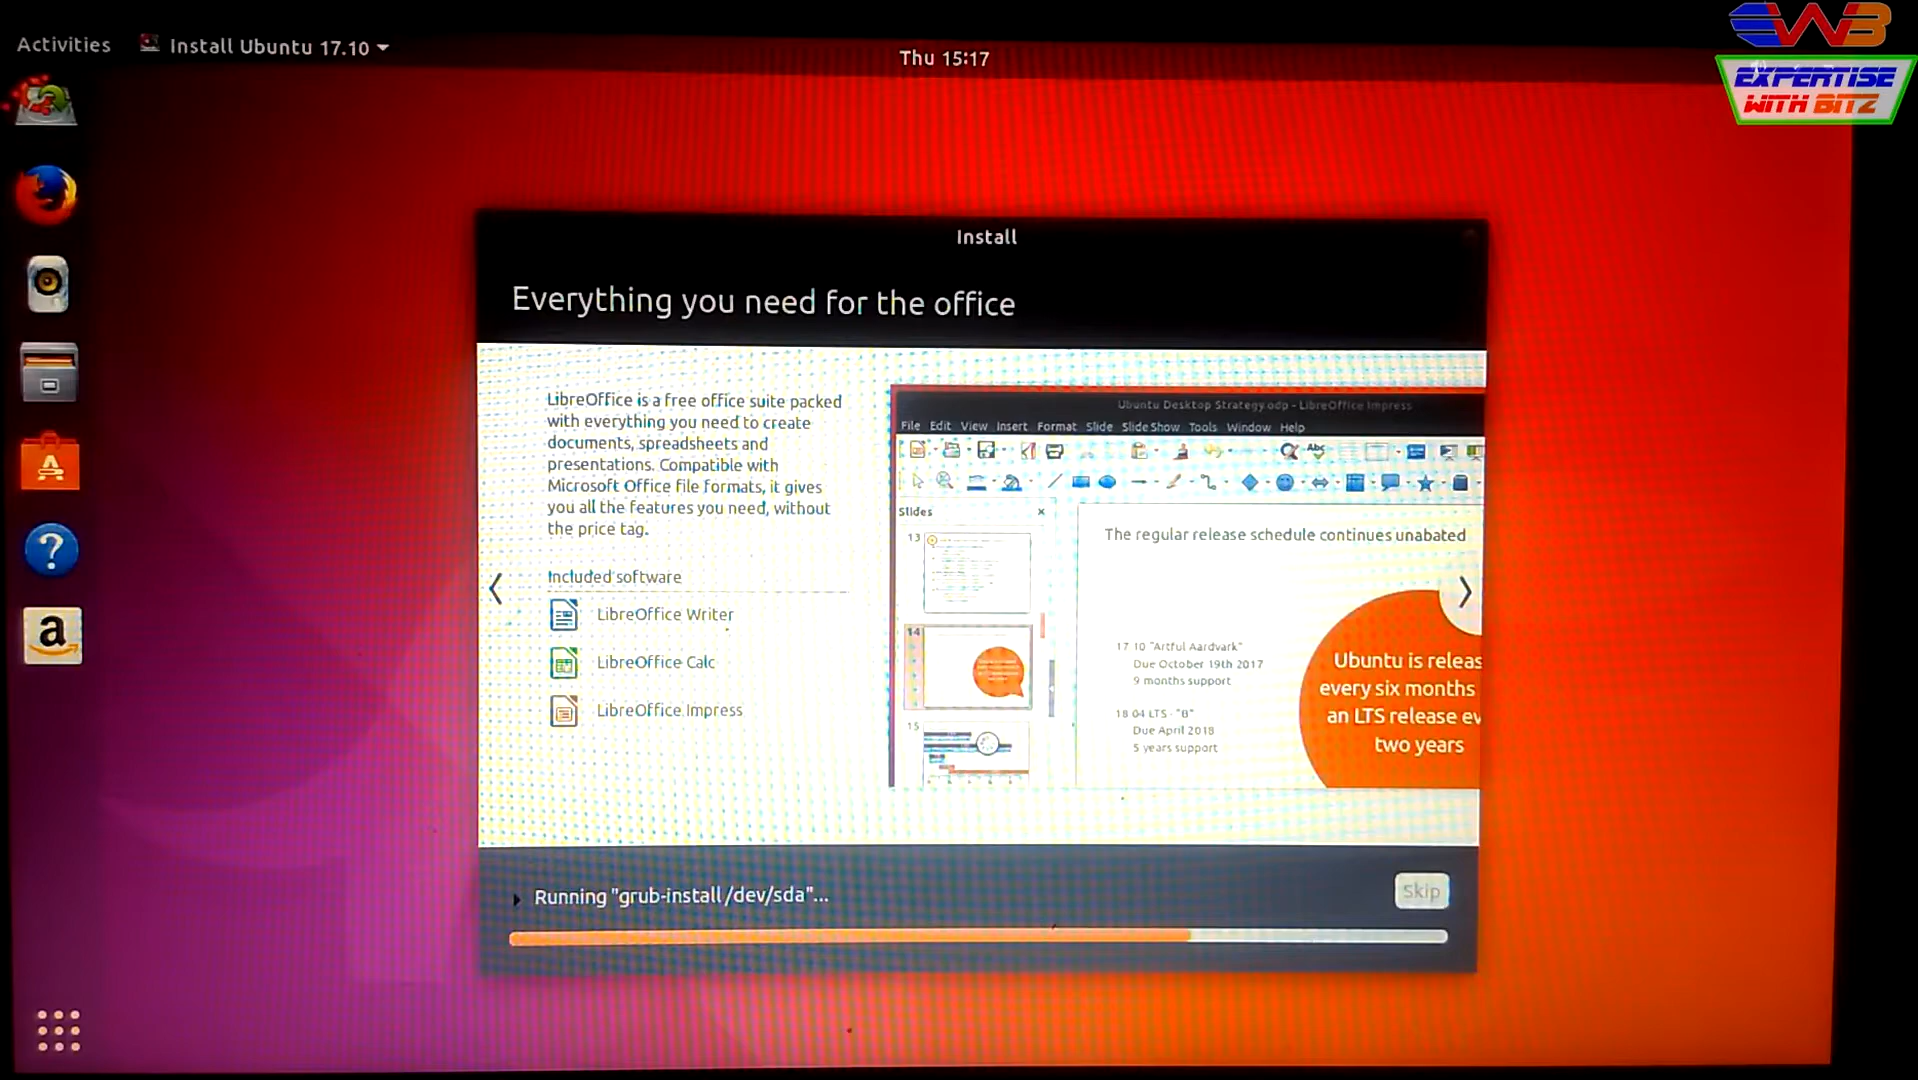 Activities
Install Ubuntu 17.10
Thu 15:17
EWB
EXPERTISE
WITH BITZ
Install
Everything you need for the office
LibreOffice is a free office suite packed
with everything you need to create
documents, spreadsheets and
presentations. Compatible with
Microsoft Office file formats, it gives
you all the features you need, without
the price tag.
Included software
LibreOffice Writer
LibreOffice Calc
LibreOffice Impress
Ubuntu Desktop Strategy.odp - LibreOffice Impress
File Edit View Insert Format Slide Slide Show Tools Window Help
Abc
Slides
13
14
15
The regular release schedule continues unabated
17 10 "Artful Aardvark"
Due October 19th 2017
9 months support
18 04 LTS - "B"
Due April 2018
5 years support
Ubuntu is releas
every six months
an LTS release ev
two years
Running "grub-install /dev/sda"...
Skip